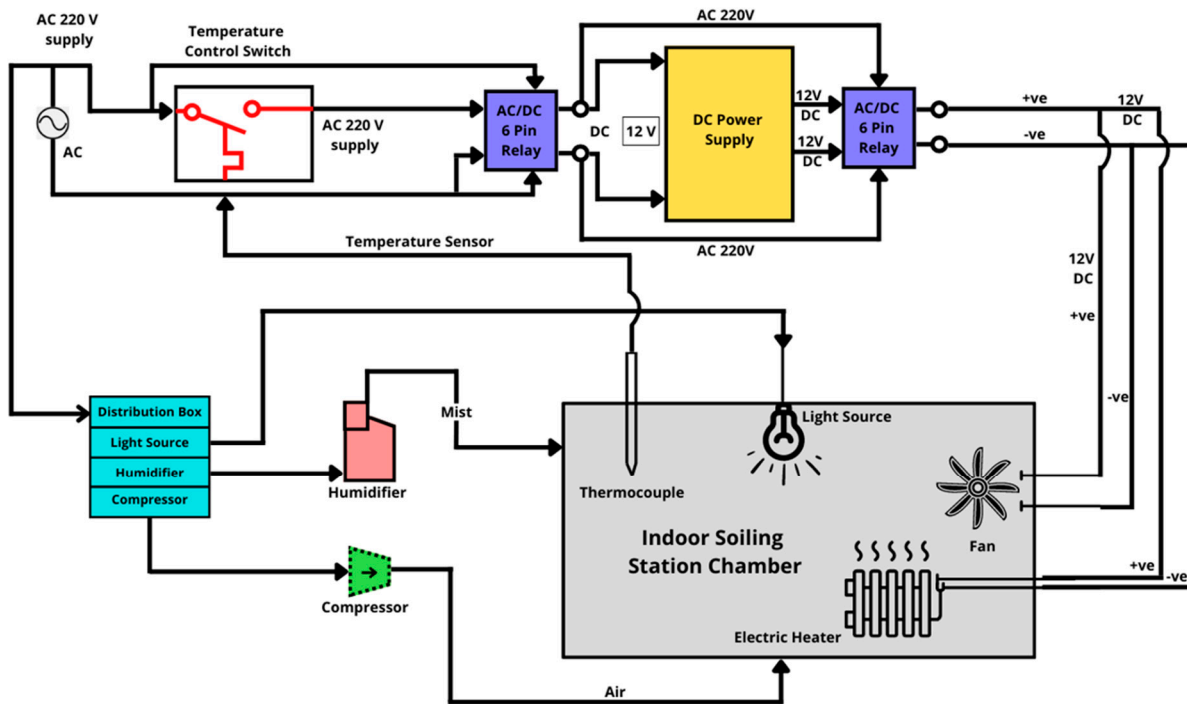 AC 220 V
supply
Temperature
Control Switch
AC 220V
AC
AC 220 V
supply
AC/DC
6 Pin
Relay
DC
12 V
DC Power
Supply
12V
DC
12V
DC
AC/DC
6 Pin
Relay
+ve
12V
DC
-ve
AC 220V
Temperature Sensor
12V
DC
+ve
-ve
Distribution Box
Light Source
Humidifier
Compressor
Mist
Humidifier
Compressor
Air
Light Source
Thermocouple
Indoor Soiling
Station Chamber
Fan
Electric Heater
+ve
-ve